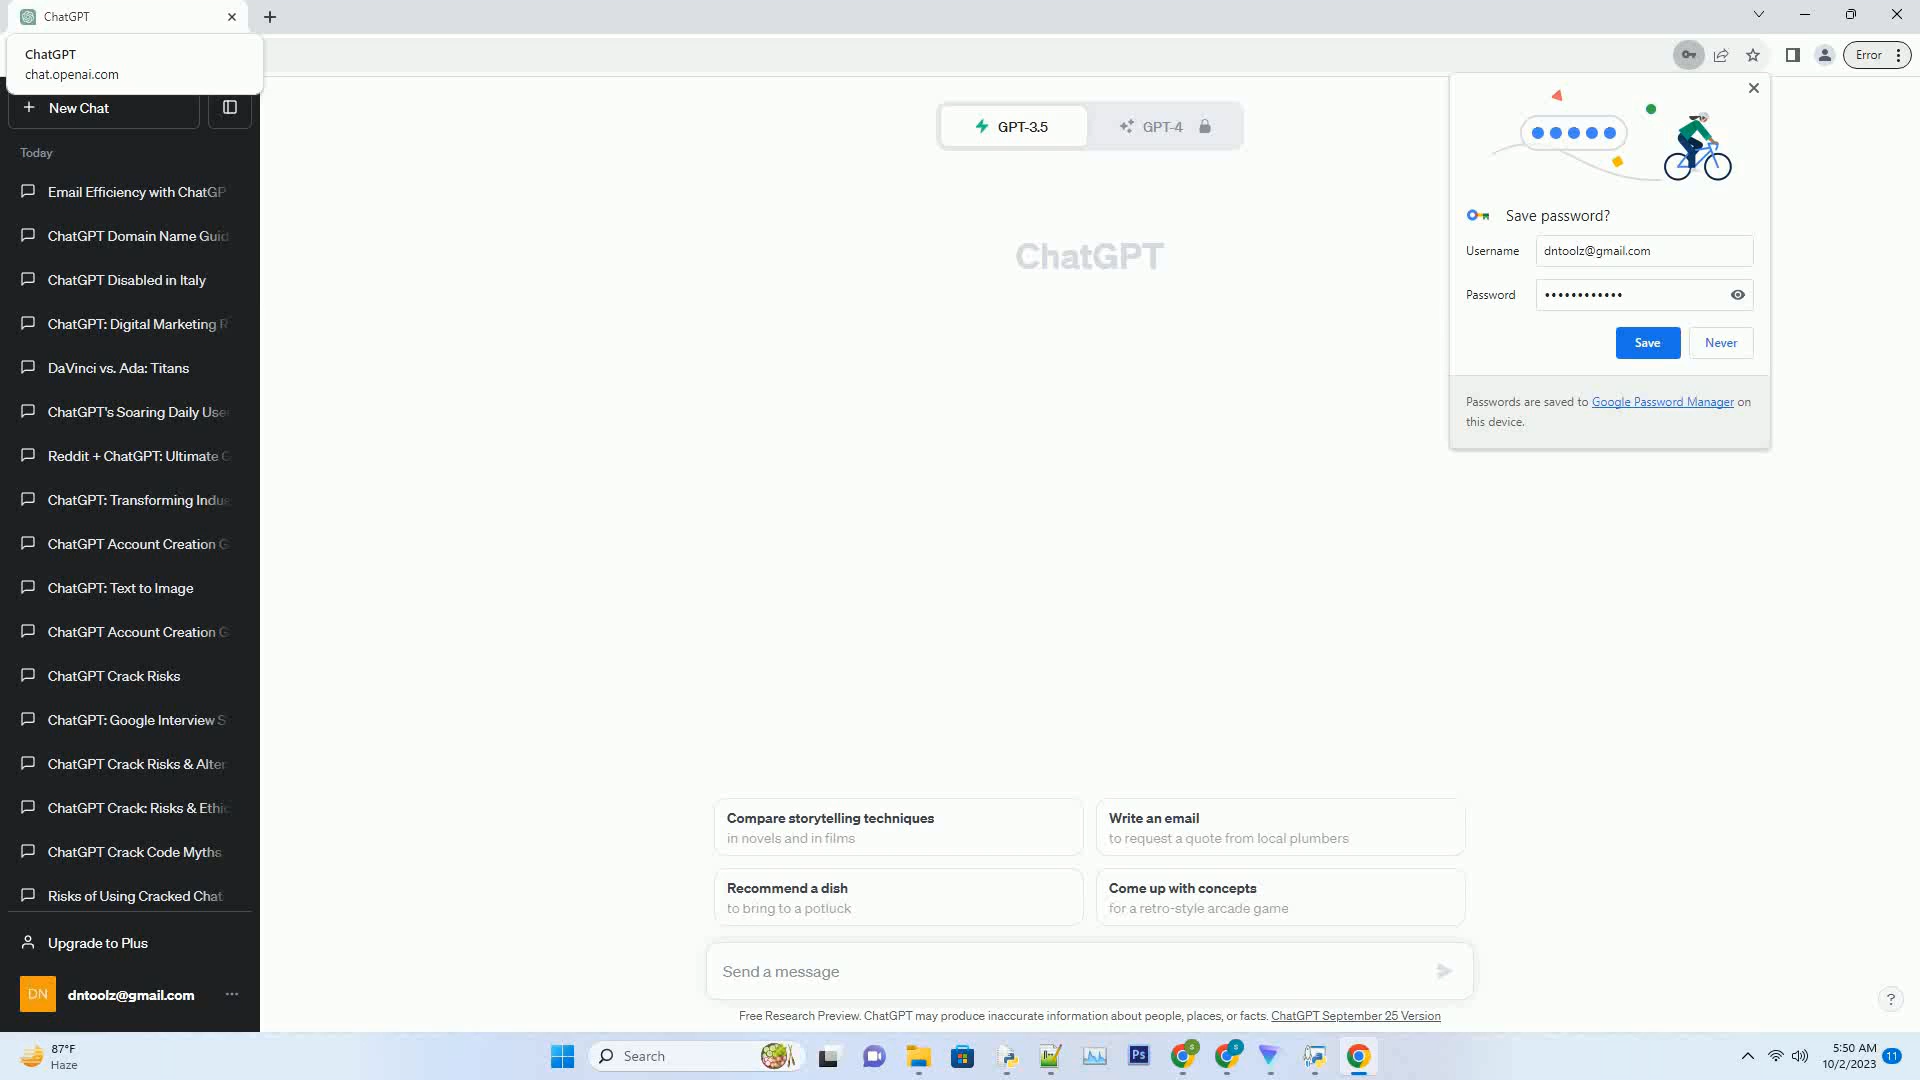 ChatGPT
ChatGPT
chat.openai.com
Error
New Chat
Today
Email Efficiency with ChatGP
ChatGPT Domain Name Guid
ChatGPT Disabled in Italy
ChatGPT: Digital Marketing R
DaVinci vs. Ada: Titans
ChatGPT's Soaring Daily Use
Reddit + ChatGPT: Ultimate G
ChatGPT: Transforming Indus
ChatGPT Account Creation G
ChatGPT: Text to Image
ChatGPT Account Creation G
ChatGPT Crack Risks
ChatGPT: Google Interview S
ChatGPT Crack Risks & Alter
ChatGPT Crack: Risks & Ethic
ChatGPT Crack Code Myths
Risks of Using Cracked Chat
Upgrade to Plus
DN dntoolz@gmail.com
GPT-3.5 GPT-4
ChatGPT
Save password?
Username dntoolz@gmail.com
Password ••••••••••••
Save Never
Passwords are saved to Google Password Manager on
this device.
Compare storytelling techniques
in novels and in films
Write an email
to request a quote from local plumbers
Recommend a dish
to bring to a potluck
Come up with concepts
for a retro-style arcade game
Send a message
Free Research Preview. ChatGPT may produce inaccurate information about people, places, or facts. ChatGPT September 25 Version
?
87°F
Haze
Search
Ps
S
S
5:50 AM
10/2/2023
11